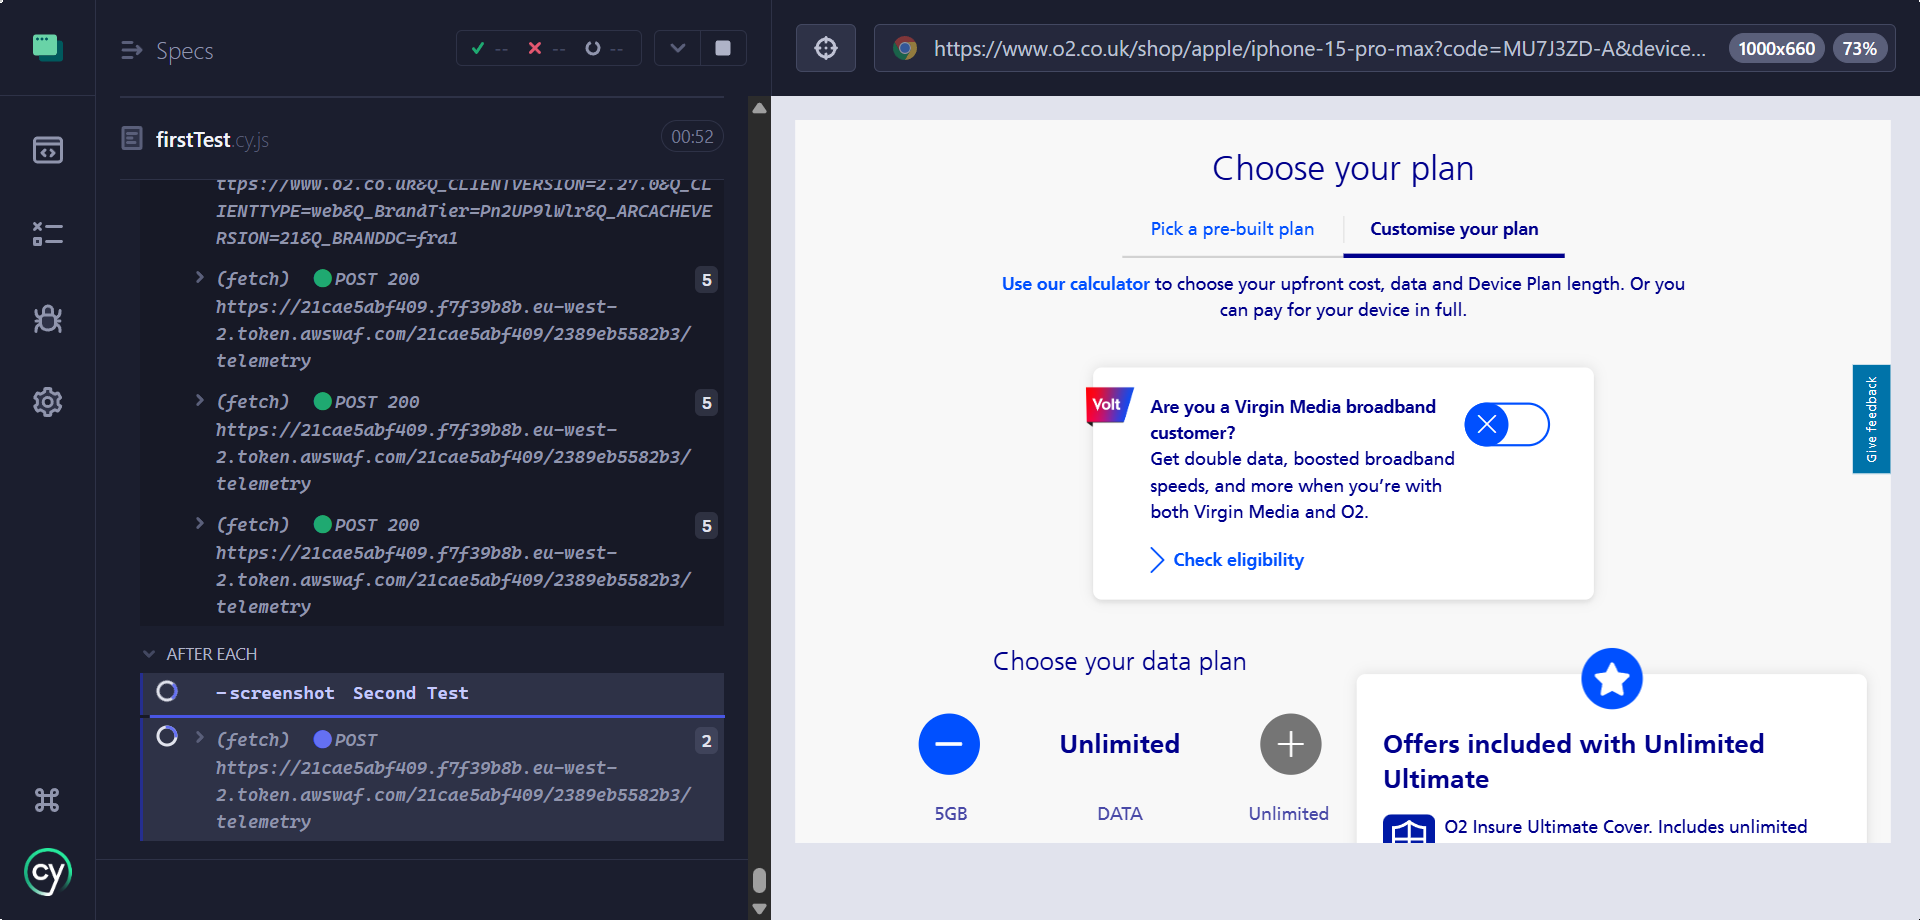 Specs
--
--
--
firstTest.cy.js
00:52
ttps://www.o2.co.uk&Q_CLIENTVERSION=2.27.0&Q_CL
IENTTYPE=web&Q_BrandTier=Pn2UP9lWlr&Q_ARCACHEVE
RSION=21&Q_BRANDDC=fra1
(fetch) POST 200
5
https://21cae5abf409.f7f39b8b.eu-west-
2.token.awswaf.com/21cae5abf409/2389eb5582b3/
telemetry
(fetch) POST 200
5
https://21cae5abf409.f7f39b8b.eu-west-
2.token.awswaf.com/21cae5abf409/2389eb5582b3/
telemetry
(fetch) POST 200
5
https://21cae5abf409.f7f39b8b.eu-west-
2.token.awswaf.com/21cae5abf409/2389eb5582b3/
telemetry
AFTER EACH
-screenshot Second Test
(fetch) POST
2
https://21cae5abf409.f7f39b8b.eu-west-
2.token.awswaf.com/21cae5abf409/2389eb5582b3/
telemetry
cy
https://www.o2.co.uk/shop/apple/iphone-15-pro-max?code=MU7J3ZD-A&device...
1000x660
73%
Choose your plan
Pick a pre-built plan
Customise your plan
Use our calculator to choose your upfront cost, data and Device Plan length. Or you
can pay for your device in full.
Volt
Are you a Virgin Media broadband
customer?
Get double data, boosted broadband
speeds, and more when you’re with
both Virgin Media and O2.
Check eligibility
Give feedback
Choose your data plan
Unlimited
5GB
DATA
Unlimited
Offers included with Unlimited
Ultimate
O2 Insure Ultimate Cover. Includes unlimited